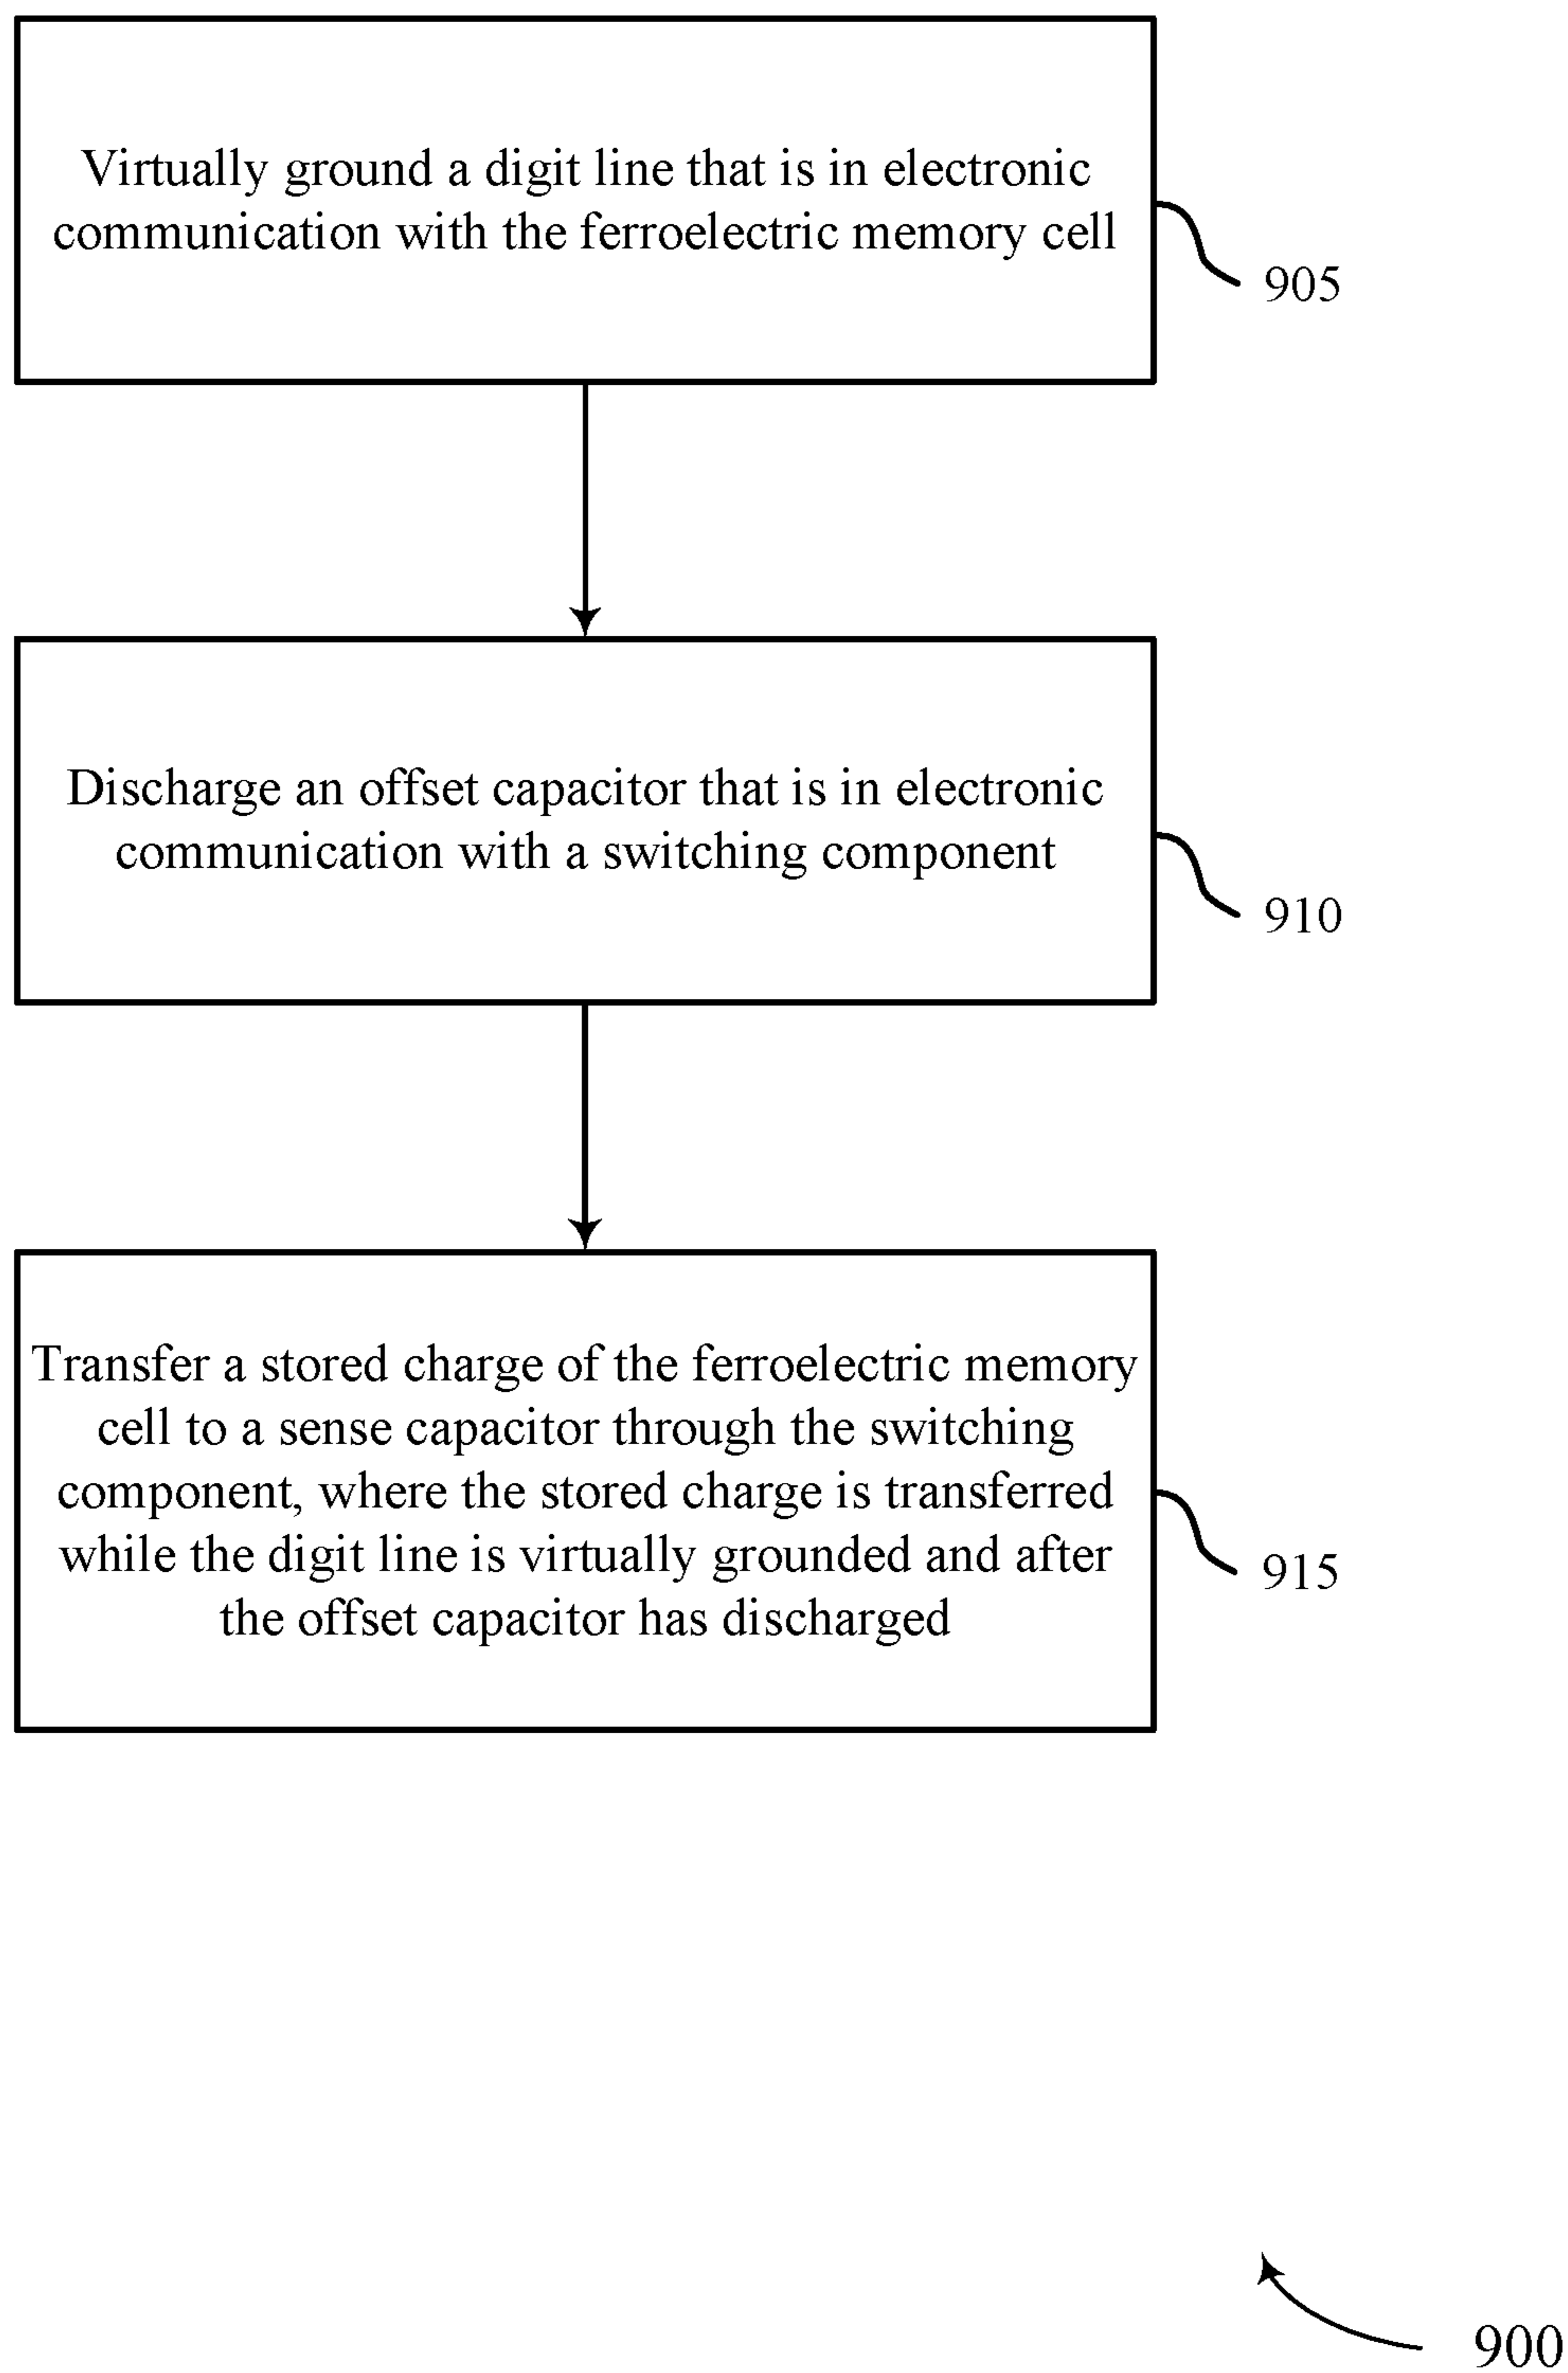 Virtually ground a digit line that is in electronic
communication with the ferroelectric memory cell
905
Discharge an offset capacitor that is in electronic
communication with a switching component
910
Transfer a stored charge of the ferroelectric memory
cell to a sense capacitor through the switching
component, where the stored charge is transferred
while the digit line is virtually grounded and after
the offset capacitor has discharged
915
900